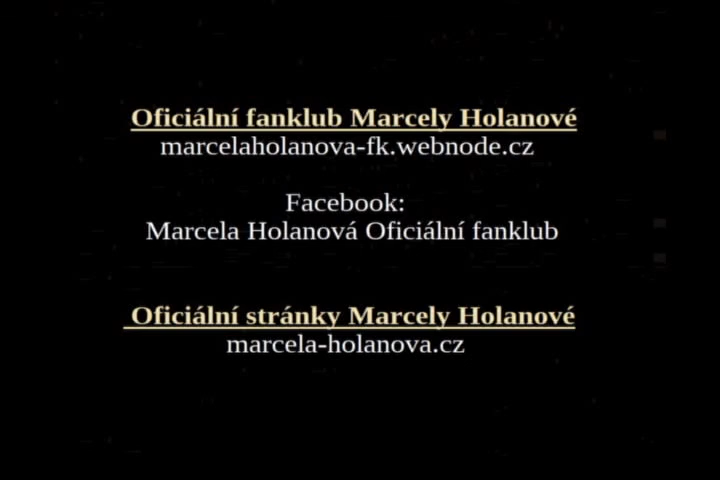 Oficiální fanklub Marcely Holanové
marcelaholanova-fk.webnode.cz
Facebook:
Marcela Holanová Oficiální fanklub
Oficiální stránky Marcely Holanové
marcela-holanova.cz